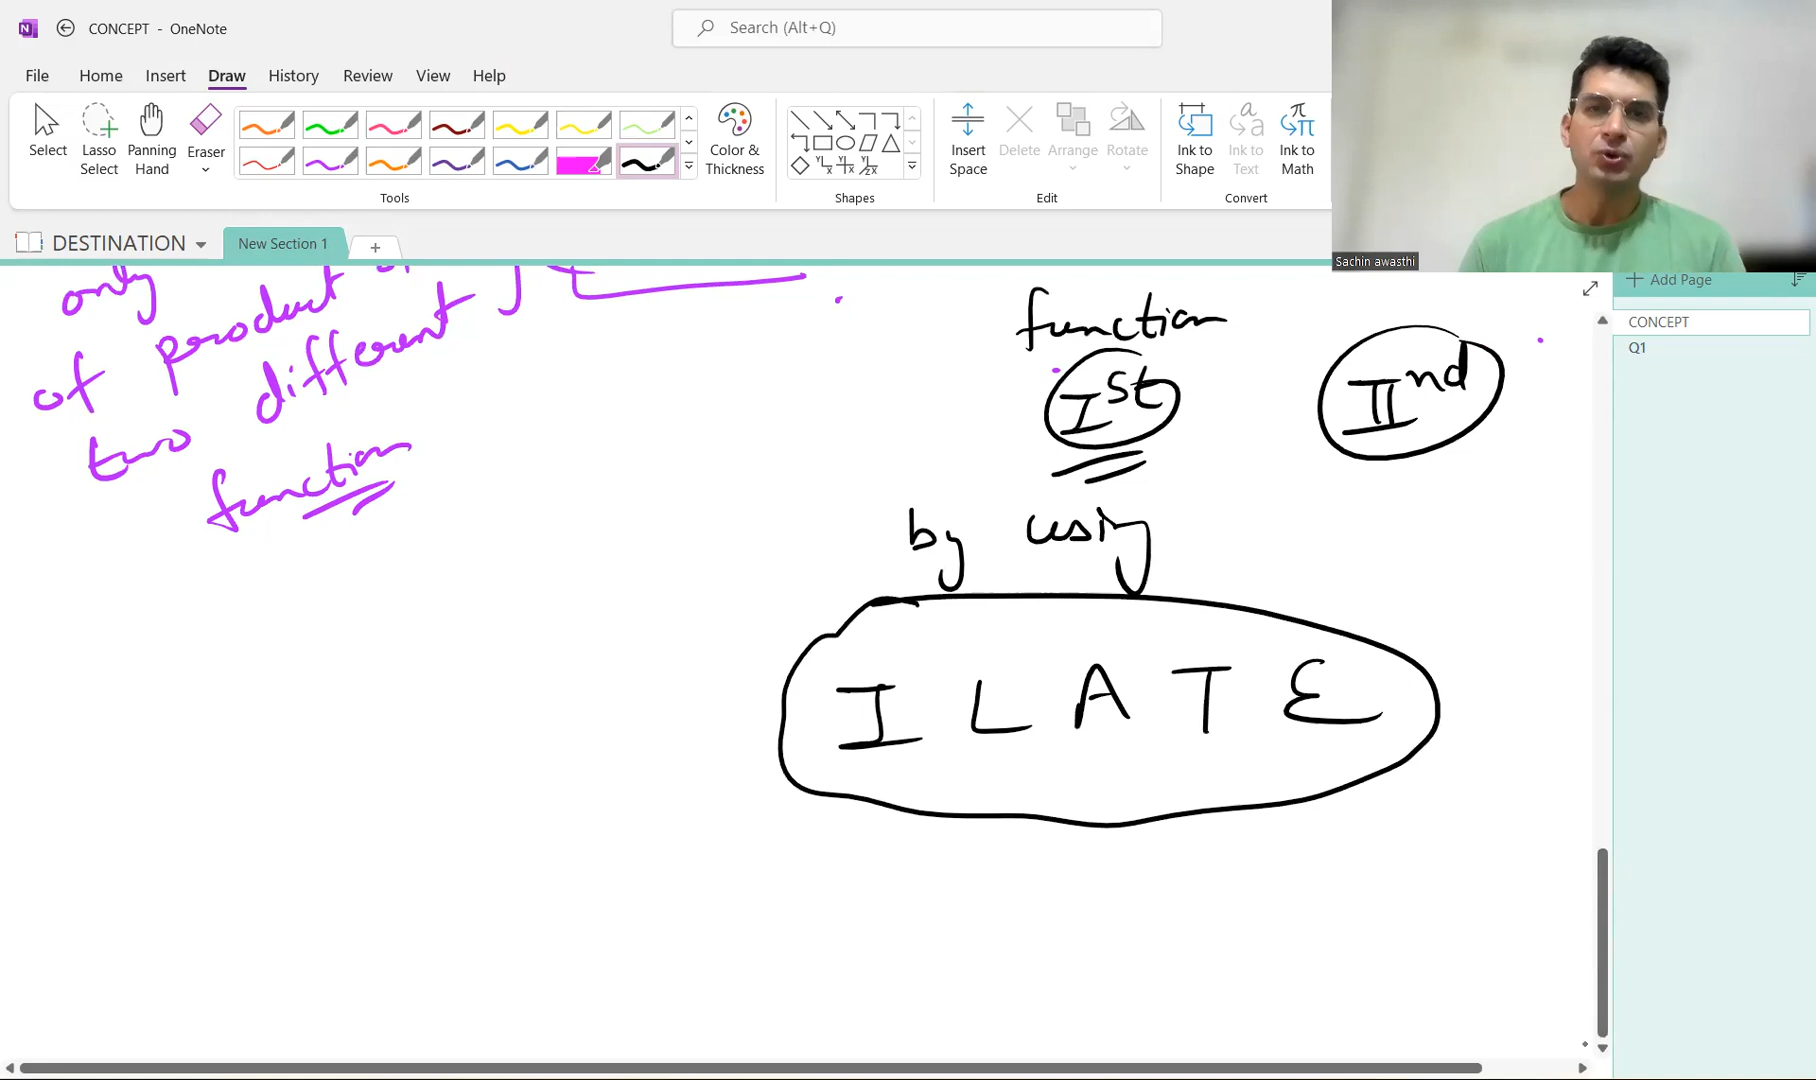 CONCEPT - OneNote
Search (Alt+Q)
File Home Insert Draw History Review View Help
Select
Lasso Select
Panning Hand
Eraser
Color & Thickness
Insert Space
Delete
Arrange
Rotate
Ink to Shape
Ink to Text
Ink to Math
Tools
Shapes
Edit
Convert
Sachin awasthi
DESTINATION
New Section 1
Add Page
CONCEPT
Q1
only
of product
two different
function
function
Ist
IInd
by using
I L A T E